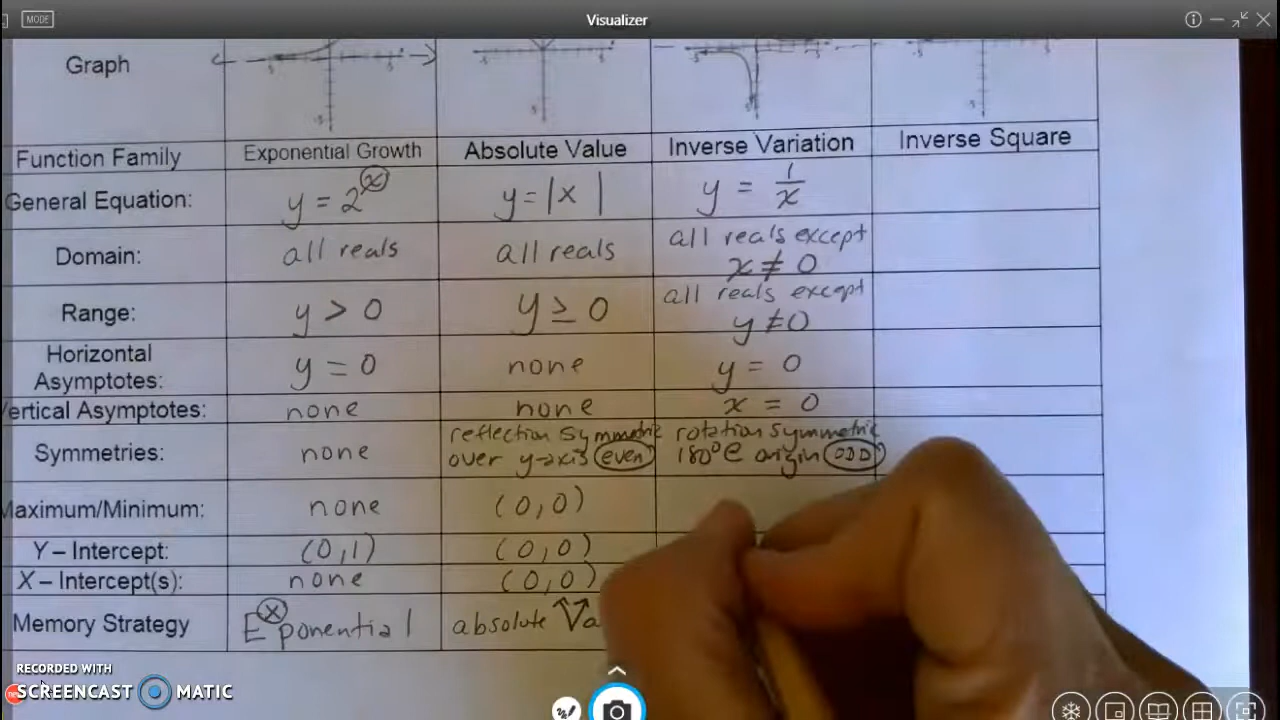 MODE
Visualizer
Graph
Function Family
Exponential Growth
Absolute Value
Inverse Variation
Inverse Square
General Equation:
y = 2^x
y = |x|
y = 1/x
Domain:
all reals
all reals
all reals except
x ≠ 0
Range:
y > 0
y ≥ 0
all reals except
y ≠ 0
Horizontal
Asymptotes:
y = 0
none
y = 0
ertical Asymptotes:
none
none
x = 0
Symmetries:
none
reflection symmetric
over y-axis even
rotation symmetric
180° @ origin ODD
Maximum/Minimum:
none
(0,0)
Y – Intercept:
(0,1)
(0,0)
X – Intercept(s):
none
(0,0)
Memory Strategy
Exponential
absolute Va
RECORDED WITH
SCREENCAST MATIC